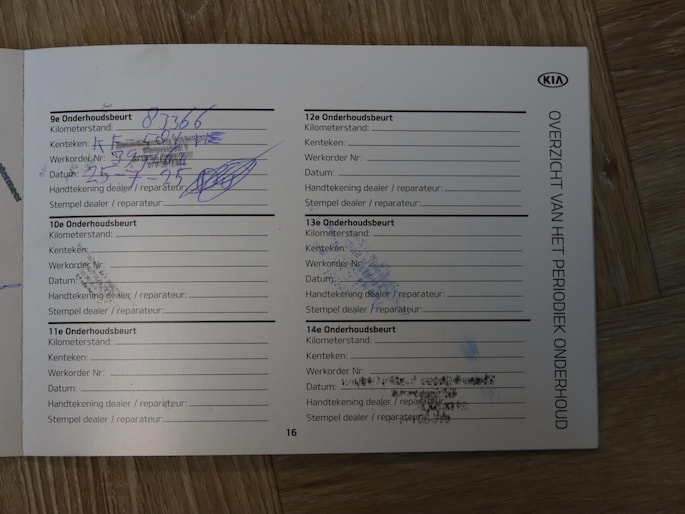 KIA
OVERZICHT VAN HET PERIODIEK ONDERHOUD
9e Onderhoudsbeurt
Kilometerstand: 83366
Kenteken:
Werkorder Nr:
Datum: 25-7-25
Handtekening dealer / reparateur:
Stempel dealer / reparateur:
10e Onderhoudsbeurt
Kilometerstand:
Kenteken:
Werkorder Nr:
Datum:
Handtekening dealer / reparateur:
Stempel dealer / reparateur:
11e Onderhoudsbeurt
Kilometerstand:
Kenteken:
Werkorder Nr:
Datum:
Handtekening dealer / reparateur:
Stempel dealer / reparateur:
12e Onderhoudsbeurt
Kilometerstand:
Kenteken:
Werkorder Nr:
Datum:
Handtekening dealer / reparateur:
Stempel dealer / reparateur:
13e Onderhoudsbeurt
Kilometerstand:
Kenteken:
Werkorder Nr:
Datum:
Handtekening dealer / reparateur:
Stempel dealer / reparateur:
14e Onderhoudsbeurt
Kilometerstand:
Kenteken:
Werkorder Nr:
Datum:
Handtekening dealer / reparateur:
Stempel dealer / reparateur:
16